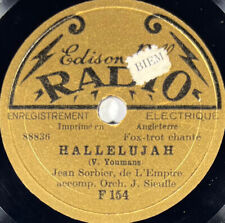 Edison Bell
BIEM
RADIO
ENREGISTREMENT ELECTRIQUE
Imprimé en Angleterre
88836 Fox-trot chanté
HALLELUJAH
(V. Youmans)
Jean Sorbier, de L'Empire
accomp. Orch. J. Sieulle
F 154